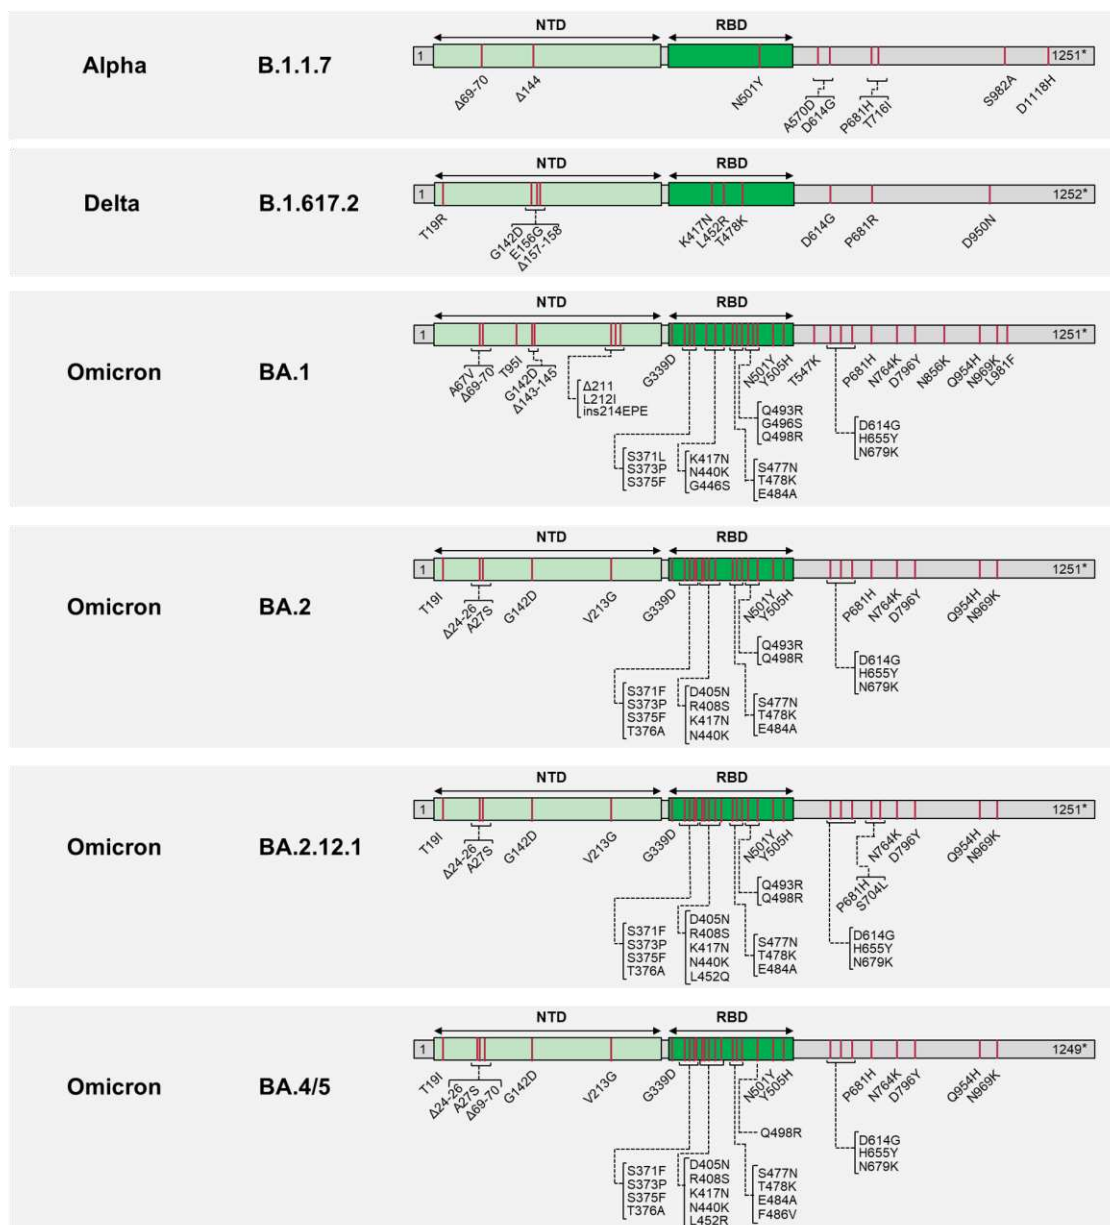 NTD RBD
Alpha B.1.1.7
1 1251*
Δ69-70 Δ144 N501Y A570D D614G P681H T716I S982A D1118H
NTD RBD
Delta B.1.617.2
1 1252*
T19R G142D E156G Δ157-158 K417N L452R T478K D614G P681R D950N
NTD RBD
1 1251*
Omicron BA.1
A67V Δ69-70 T95I G142D Δ143-145 G339D N501Y Y505H T547K P681H N764K D796Y N856K Q954H N969K L981F
Δ211
L212I
ins214EPE
S371L
S373P
S375F
K417N
N440K
G446S
Q493R
G496S
Q498R
S477N
T478K
E484A
D614G
H655Y
N679K
NTD RBD
1 1251*
Omicron BA.2
T19I Δ24-26 A27S G142D V213G G339D N501Y Y505H P681H N764K D796Y Q954H N969K
S371F
S373P
S375F
T376A
D405N
R408S
K417N
N440K
Q493R
Q498R
S477N
T478K
E484A
D614G
H655Y
N679K
NTD RBD
1 1251*
Omicron BA.2.12.1
T19I Δ24-26 A27S G142D V213G G339D N501Y Y505H P681H S704L N764K D796Y Q954H N969K
S371F
S373P
S375F
T376A
D405N
R408S
K417N
N440K
L452Q
Q493R
Q498R
S477N
T478K
E484A
D614G
H655Y
N679K
NTD RBD
1 1249*
Omicron BA.4/5
T19I Δ24-26 A27S Δ69-70 G142D V213G G339D N501Y Y505H P681H N764K D796Y Q954H N969K
S371F
S373P
S375F
T376A
D405N
R408S
K417N
N440K
L452R
Q498R
S477N
T478K
E484A
F486V
D614G
H655Y
N679K